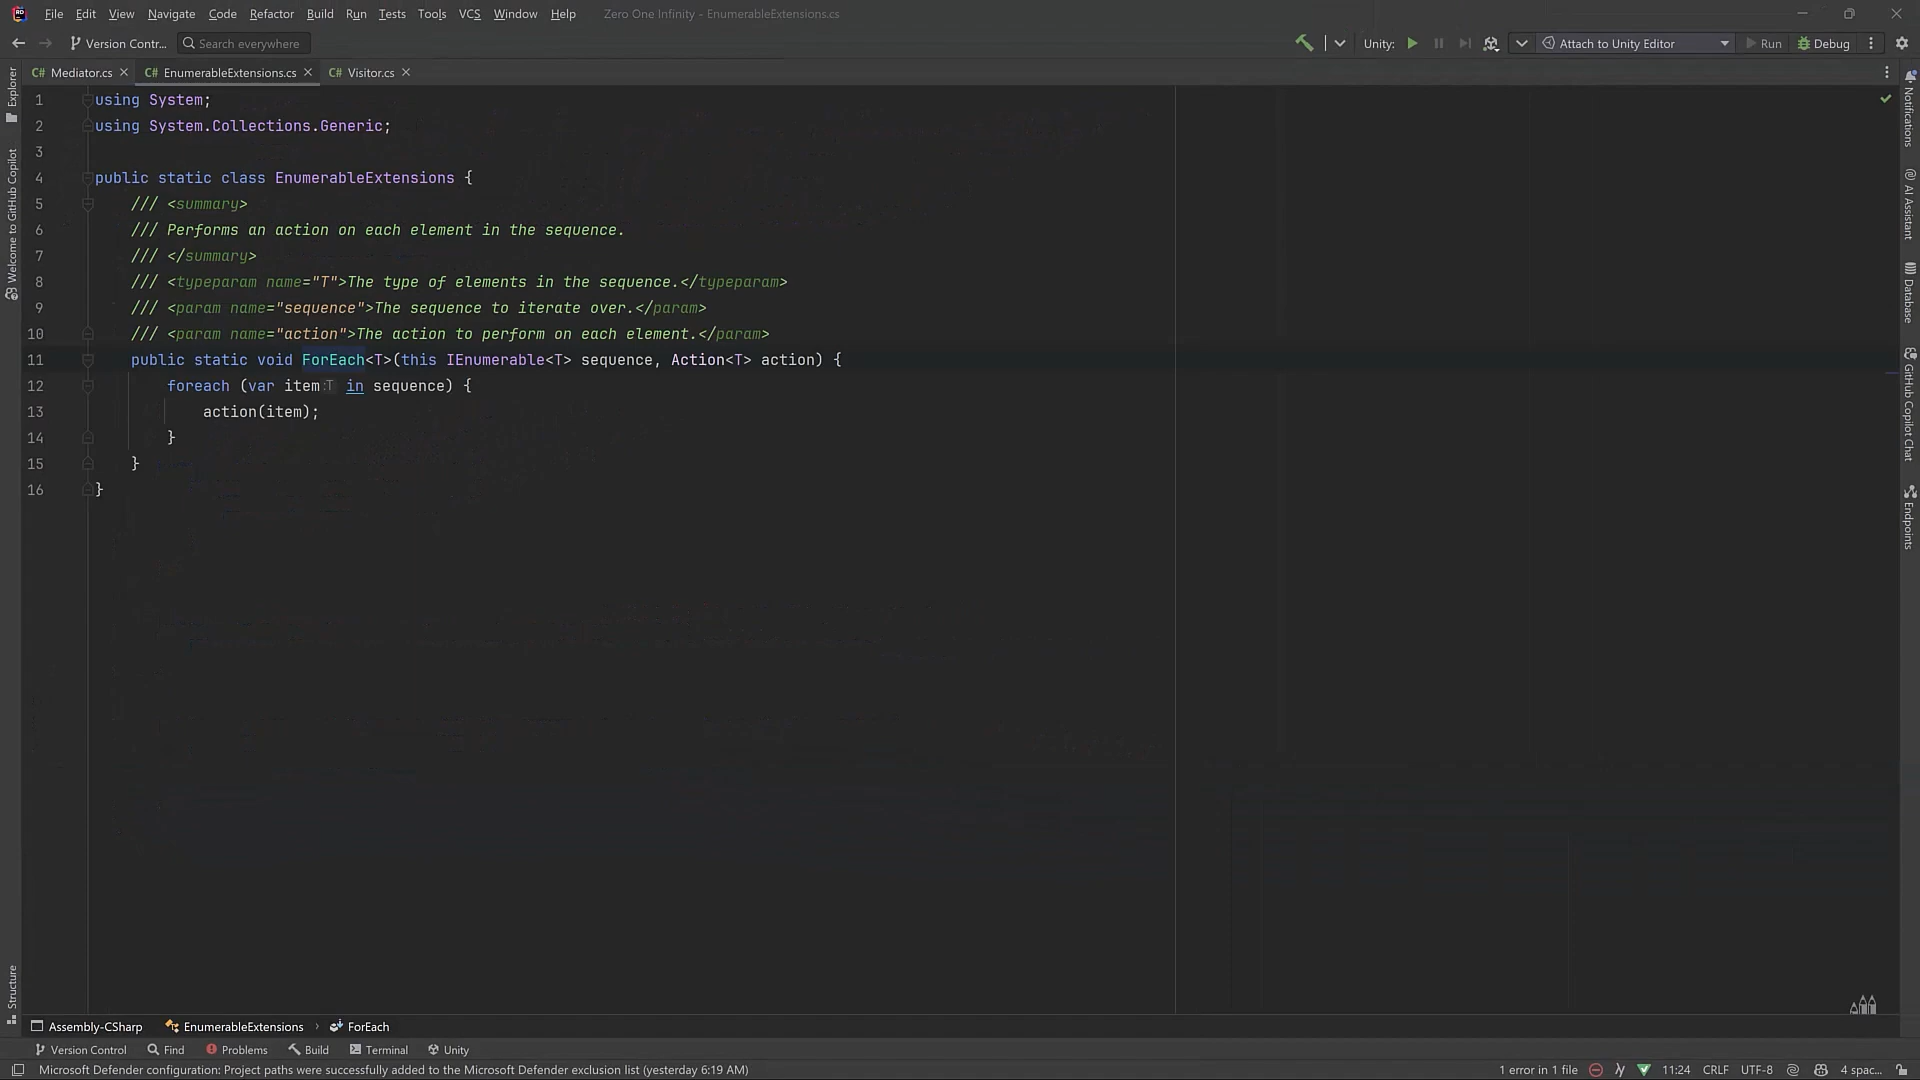 File Edit View Navigate Code Refactor Build Run Tests Tools VCS Window Help Zero One Infinity - EnumerableExtensions.cs
Version Contr... Search everywhere Unity: Attach to Unity Editor Run Debug
C# Mediator.cs C# EnumerableExtensions.cs C# Visitor.cs
Explorer
Welcome to GitHub Copilot
Structure
1 using System;
2 using System.Collections.Generic;
3
4 public static class EnumerableExtensions {
5 /// <summary>
6 /// Performs an action on each element in the sequence.
7 /// </summary>
8 /// <typeparam name="T">The type of elements in the sequence.</typeparam>
9 /// <param name="sequence">The sequence to iterate over.</param>
10 /// <param name="action">The action to perform on each element.</param>
11 public static void ForEach<T>(this IEnumerable<T> sequence, Action<T> action) {
12 foreach (var item:T in sequence) {
13 action(item);
14 }
15 }
16 }
Notifications
AI Assistant
Database
GitHub Copilot Chat
Endpoints
Assembly-CSharp EnumerableExtensions › ForEach
Version Control Find Problems Build Terminal Unity
Microsoft Defender configuration: Project paths were successfully added to the Microsoft Defender exclusion list (yesterday 6:19 AM) 1 error in 1 file 11:24 CRLF UTF-8 4 spac...